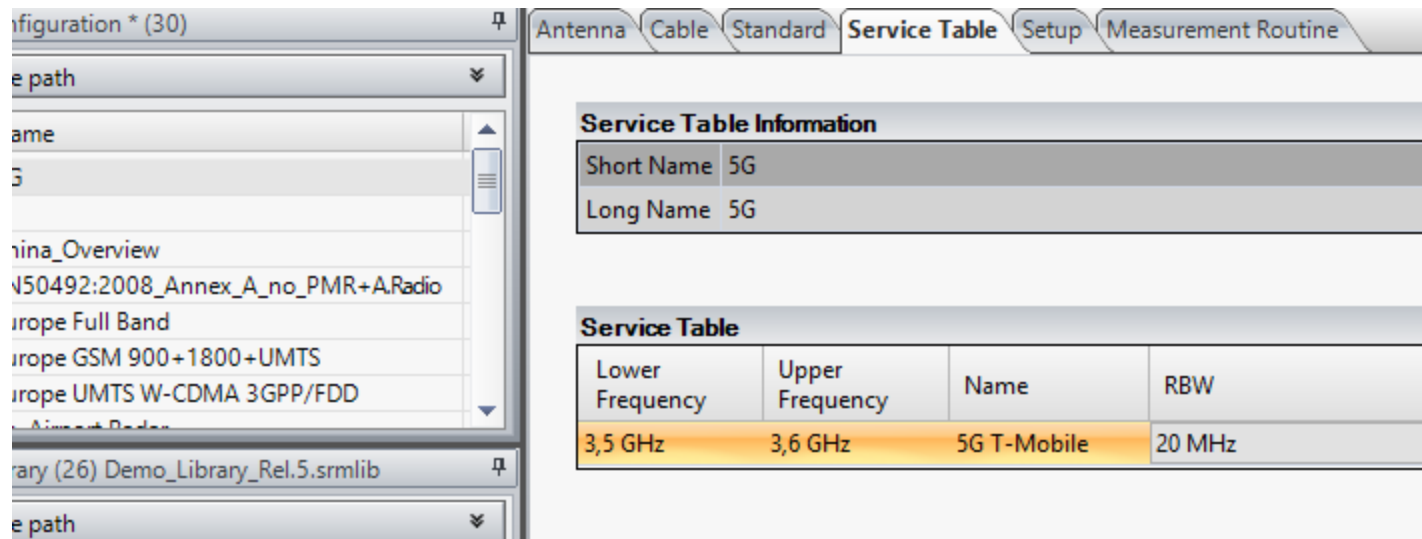 nfiguration * (30)
e path
ame
G
hina_Overview
N50492:2008_Annex_A_no_PMR+A.Radio
urope Full Band
urope GSM 900+1800+UMTS
urope UMTS W-CDMA 3GPP/FDD
Airport Radar
rary (26) Demo_Library_Rel.5.srmlib
e path
Antenna Cable Standard Service Table Setup Measurement Routine
Service Table Information
Short Name 5G
Long Name 5G
Service Table
Lower Frequency Upper Frequency Name RBW
3,5 GHz 3,6 GHz 5G T-Mobile 20 MHz